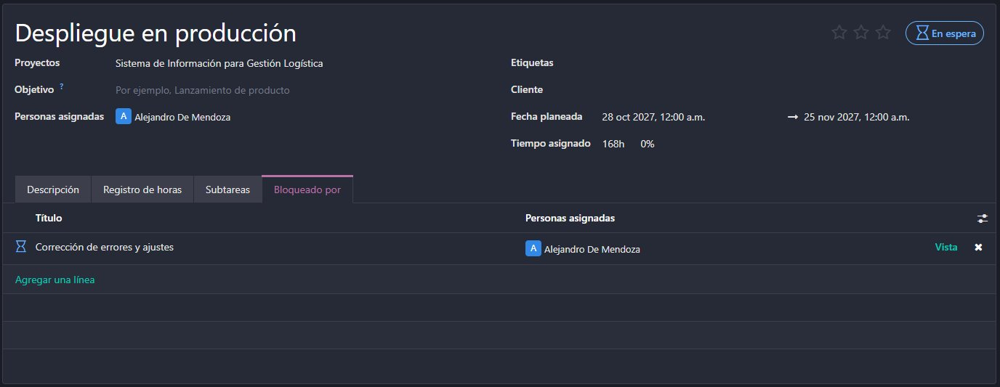 Despliegue en producción
En espera
Proyectos Sistema de Información para Gestión Logística Etiquetas
Objetivo ? Por ejemplo, Lanzamiento de producto Cliente
Personas asignadas A Alejandro De Mendoza Fecha planeada 28 oct 2027, 12:00 a.m. → 25 nov 2027, 12:00 a.m.
Tiempo asignado 168h 0%
Descripción Registro de horas Subtareas Bloqueado por
Título Personas asignadas
Corrección de errores y ajustes A Alejandro De Mendoza Vista ✖
Agregar una línea